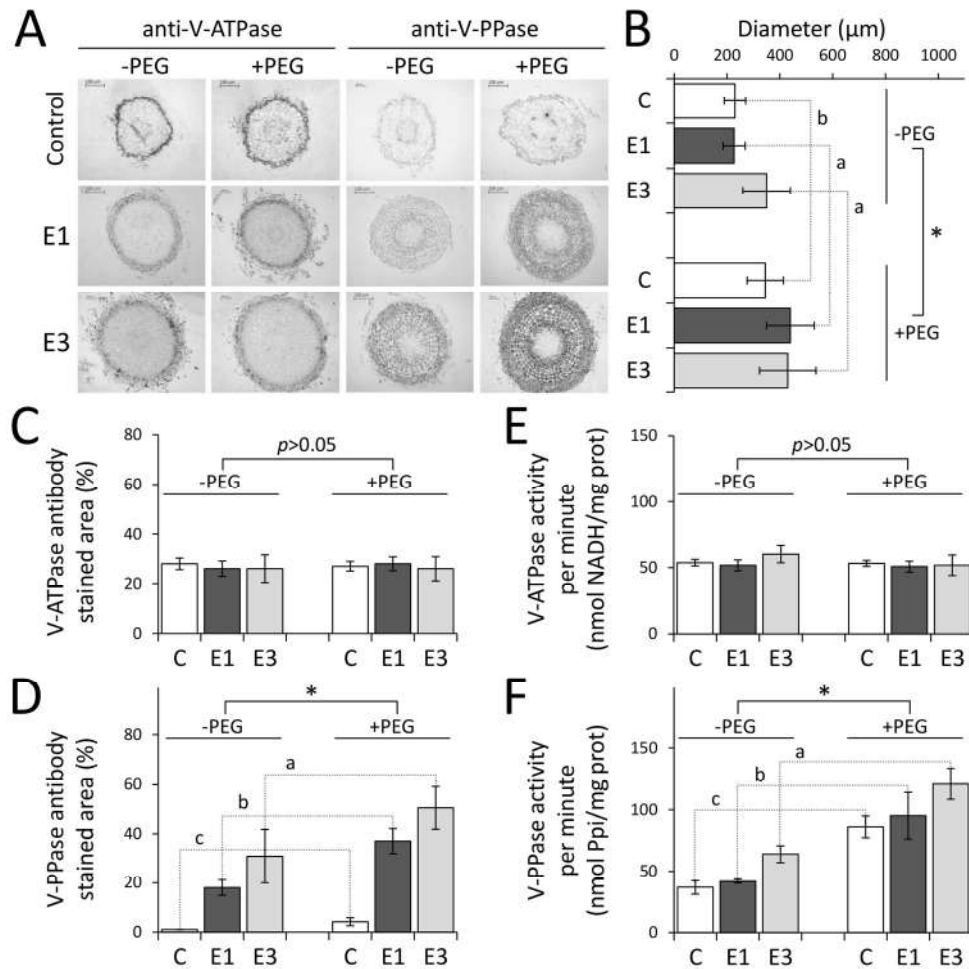 A
anti-V-ATPase
anti-V-PPase
-PEG
+PEG
-PEG
+PEG
Control
E1
E3
B
Diameter (μm)
0 200 400 600 800 1000
C
E1
E3
C
E1
E3
b
a
a
-PEG
*
+PEG
C
V-ATPase antibody
stained area (%)
80
60
40
20
0
p>0.05
-PEG
+PEG
C E1 E3 C E1 E3
E
V-ATPase activity
per minute
(nmol NADH/mg prot)
150
100
50
0
p>0.05
-PEG
+PEG
C E1 E3 C E1 E3
D
V-PPase antibody
stained area (%)
80
60
40
20
0
*
-PEG
+PEG
a
b
c
C E1 E3 C E1 E3
F
V-PPase activity
per minute
(nmol Ppi/mg prot)
150
100
50
0
*
-PEG
+PEG
a
b
c
C E1 E3 C E1 E3